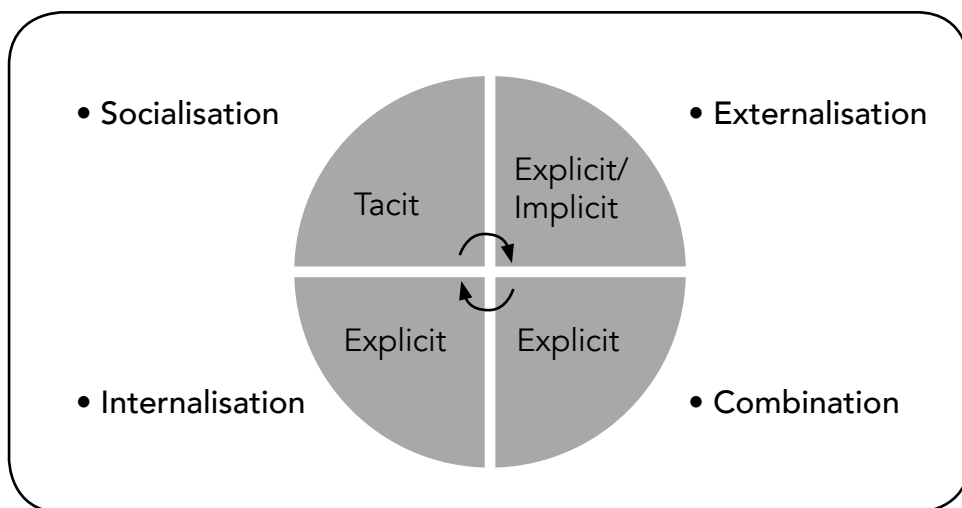 • Socialisation
• Externalisation
Tacit
Explicit/
Implicit
Explicit
Explicit
• Internalisation
• Combination